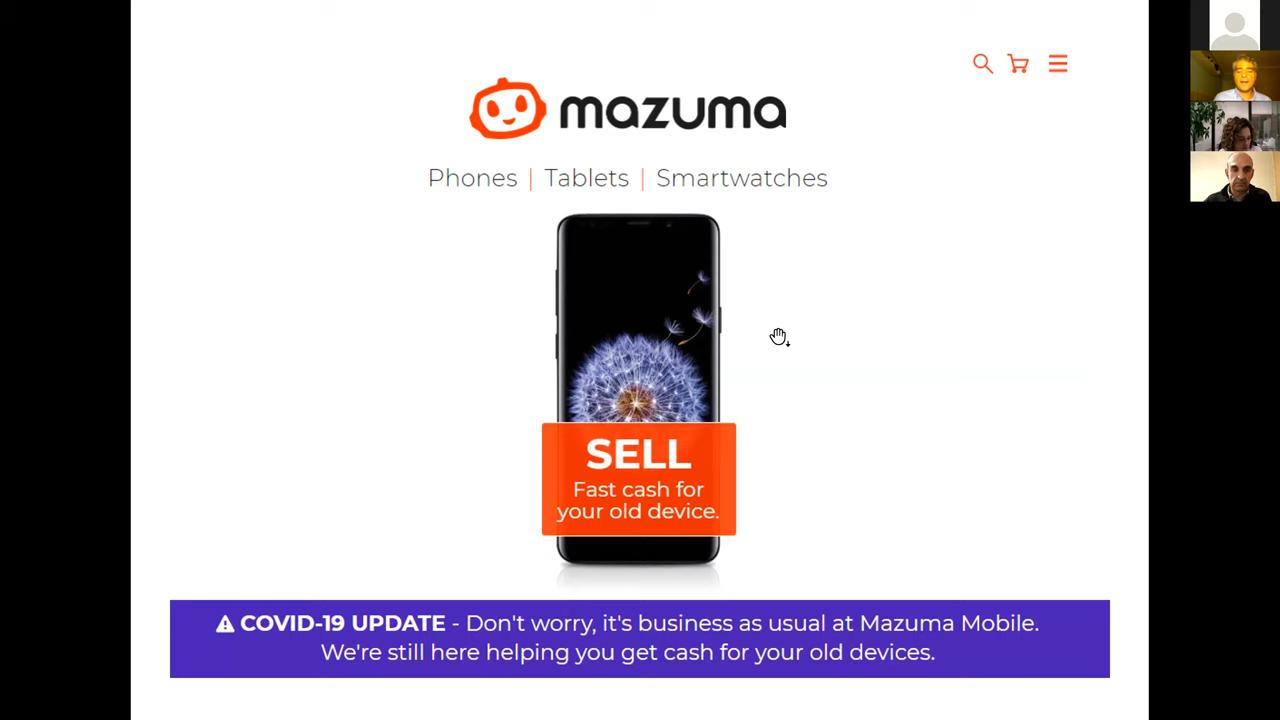 mazuma
Phones | Tablets | Smartwatches
SELL
Fast cash for
your old device.
COVID-19 UPDATE - Don't worry, it's business as usual at Mazuma Mobile.
We're still here helping you get cash for your old devices.